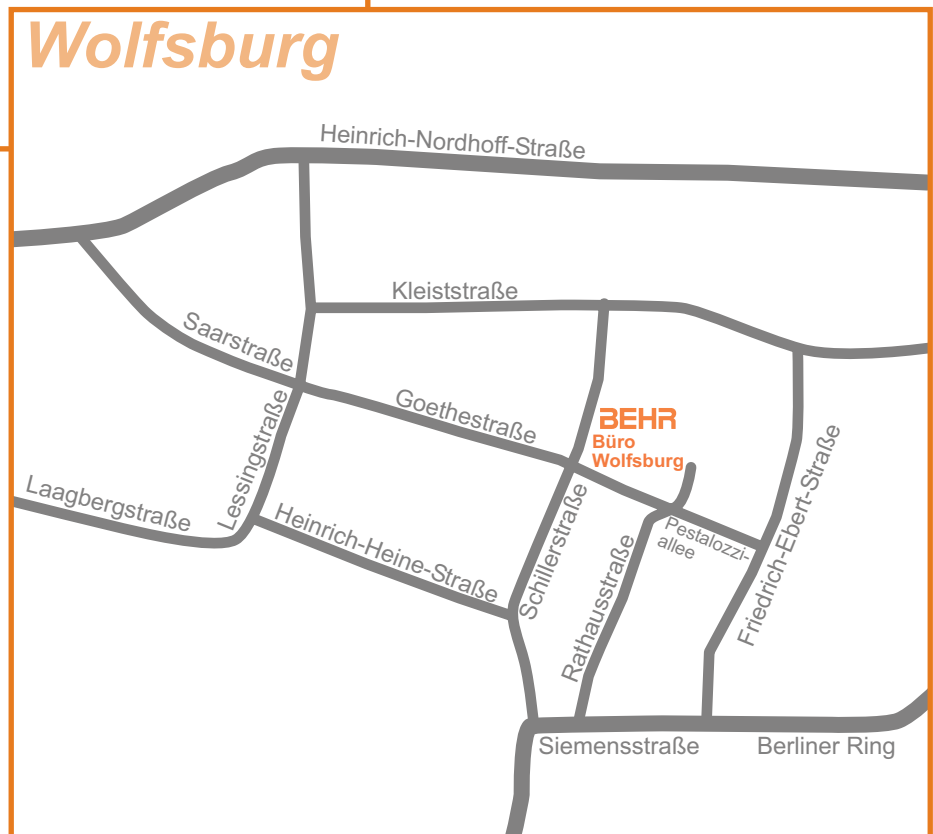 Wolfsburg
Heinrich-Nordhoff-Straße
Kleiststraße
Saarstraße
Goethestraße
BEHR
Büro
Wolfsburg
Lessingstraße
Laagbergstraße
Heinrich-Heine-Straße
Schillerstraße
Rathausstraße
Pestalozzi-
allee
Friedrich-Ebert-Straße
Siemensstraße
Berliner Ring